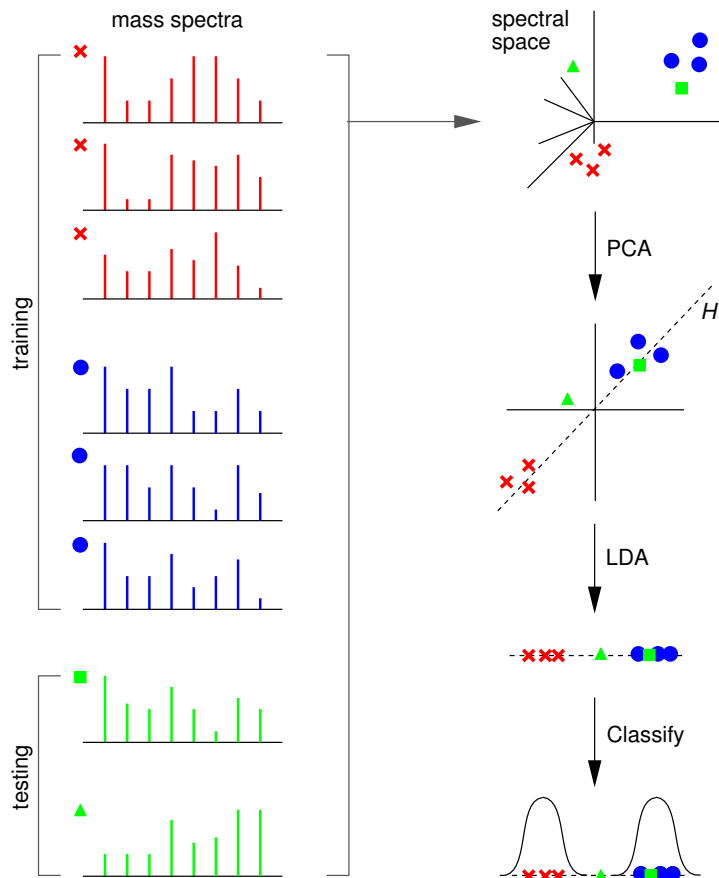 mass spectra
training
testing
spectral
space
PCA
H
LDA
Classify